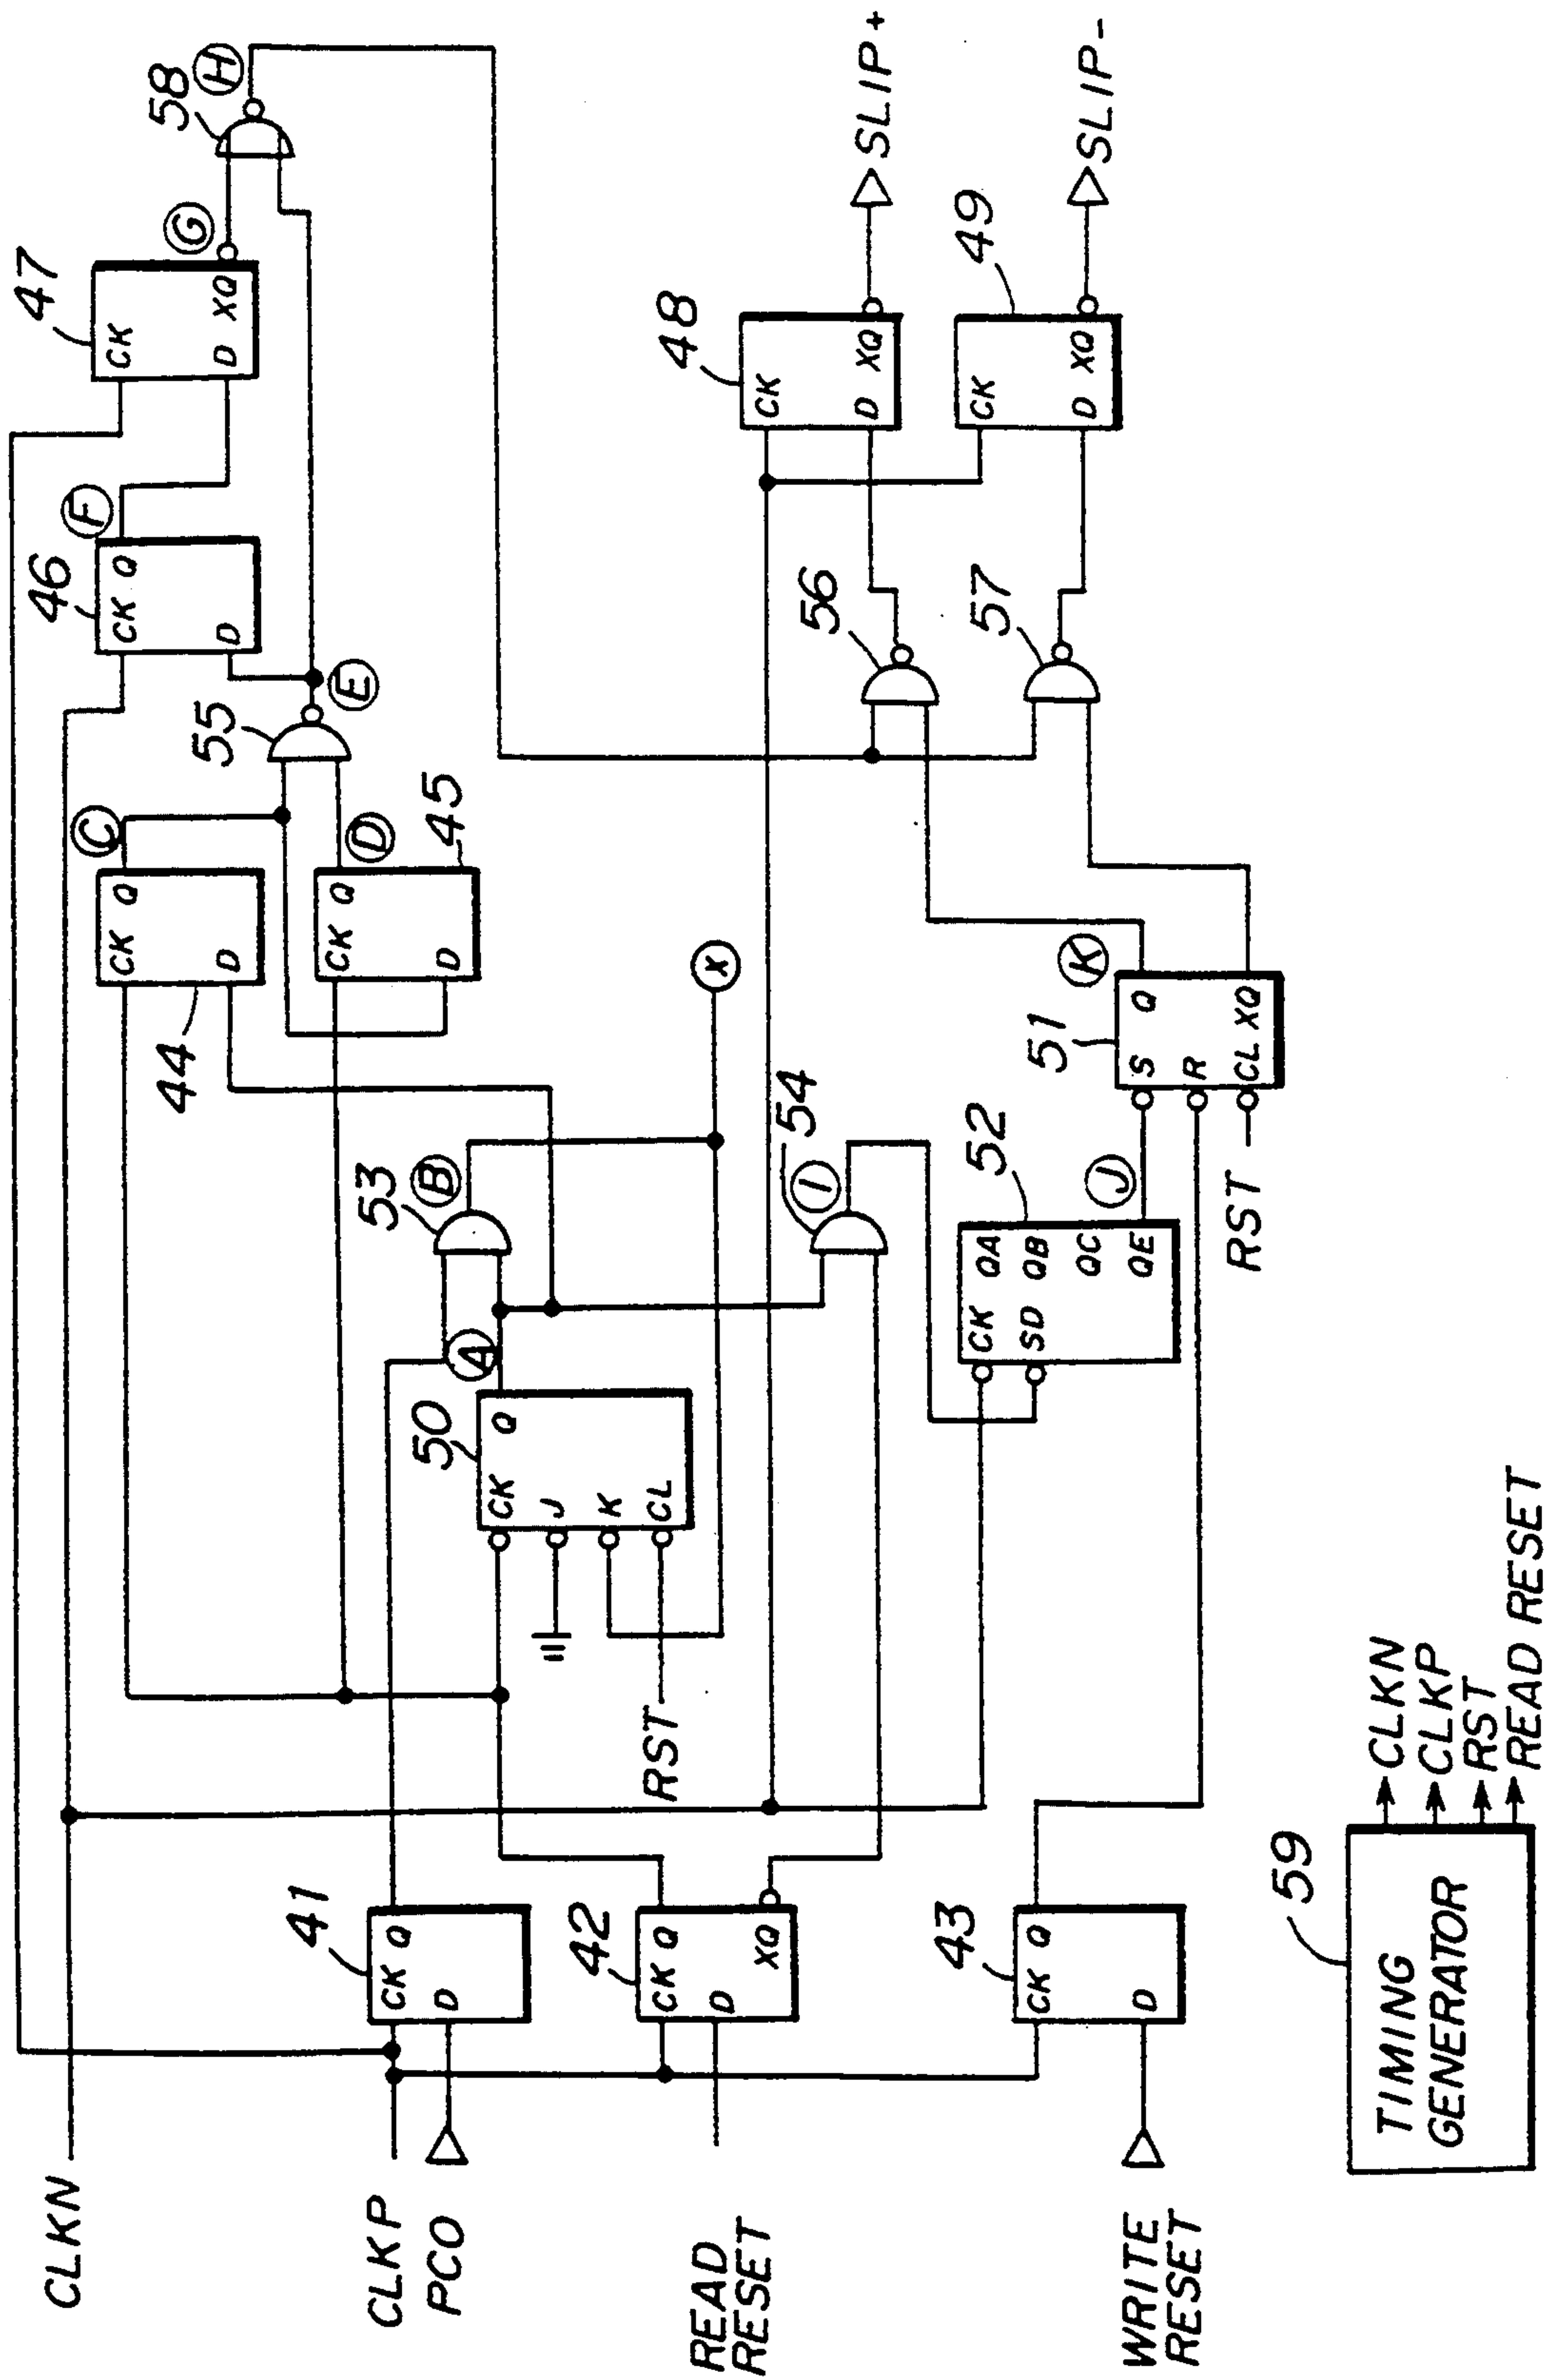 CLKN
CLKP
PCO
READ
RESET
WRITE
RESET
41
CK Q
D
42
CK Q
D
XQ
43
CK Q
D
59
TIMING
GENERATOR
CLKN
CLKP
RST
READ RESET
50
CK Q
J
K
CL
RST
A
53
B
X
44
CK Q
D
C
45
CK Q
D
D
55
E
46
CK Q
D
F
47
CK
D XQ
G
58
H
54
I
52
CK QA
SD QB
QC
QE
J
51
S Q
R
CL XQ
RST
K
56
57
48
CK
D XQ
SLIP+
49
CK
D XQ
SLIP-